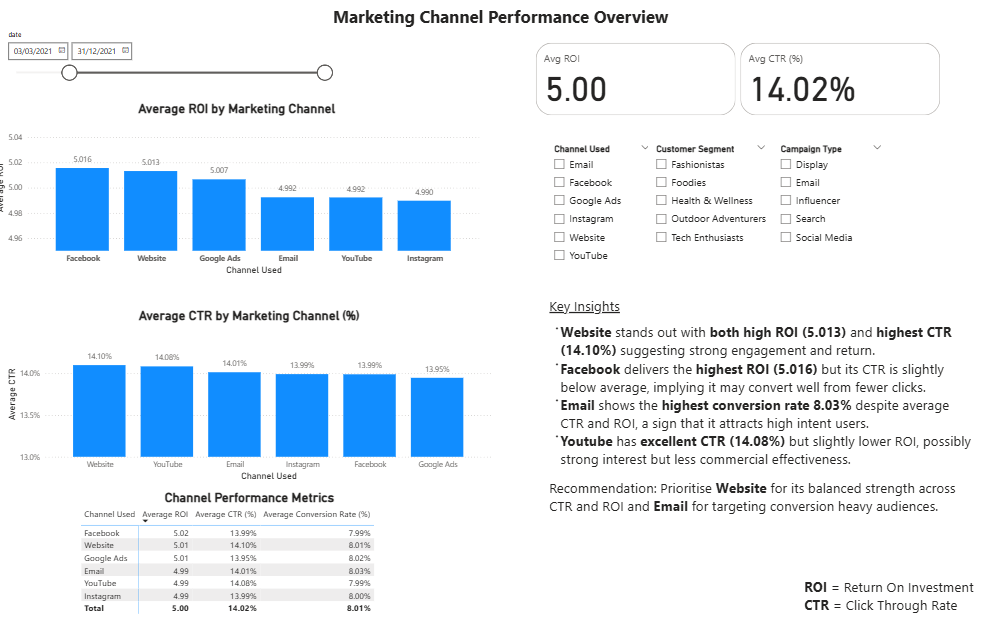 Marketing Channel Performance Overview
date
03/03/2021
31/12/2021
Avg ROI
5.00
Avg CTR (%)
14.02%
Average ROI by Marketing Channel
Average ROI
5.04
5.02
5.00
4.98
4.96
5.016
5.013
5.007
4.992
4.992
4.990
Facebook
Website
Google Ads
Email
YouTube
Instagram
Channel Used
Channel Used
Email
Facebook
Google Ads
Instagram
Website
YouTube
Customer Segment
Fashionistas
Foodies
Health & Wellness
Outdoor Adventurers
Tech Enthusiasts
Campaign Type
Display
Email
Influencer
Search
Social Media
Average CTR by Marketing Channel (%)
Average CTR
14.0%
13.5%
13.0%
14.10%
14.08%
14.01%
13.99%
13.99%
13.95%
Website
YouTube
Email
Instagram
Facebook
Google Ads
Channel Used
Key Insights
*Website stands out with both high ROI (5.013) and highest CTR
(14.10%) suggesting strong engagement and return.
*Facebook delivers the highest ROI (5.016) but its CTR is slightly
below average, implying it may convert well from fewer clicks.
*Email shows the highest conversion rate 8.03% despite average
CTR and ROI, a sign that it attracts high intent users.
*Youtube has excellent CTR (14.08%) but slightly lower ROI, possibly
strong interest but less commercial effectiveness.
Recommendation: Prioritise Website for its balanced strength across
CTR and ROI and Email for targeting conversion heavy audiences.
Channel Performance Metrics
Channel Used Average ROI Average CTR (%) Average Conversion Rate (%)
Facebook 5.02 13.99% 7.99%
Website 5.01 14.10% 8.01%
Google Ads 5.01 13.95% 8.02%
Email 4.99 14.01% 8.03%
YouTube 4.99 14.08% 7.99%
Instagram 4.99 13.99% 8.00%
Total 5.00 14.02% 8.01%
ROI = Return On Investment
CTR = Click Through Rate